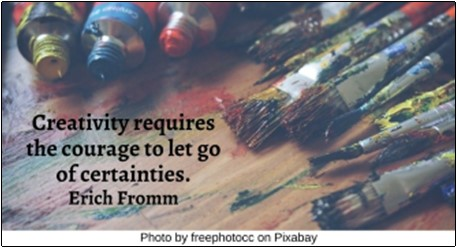 Creativity requires
the courage to let go
of certainties.
Erich Fromm
Photo by freephotocc on Pixabay